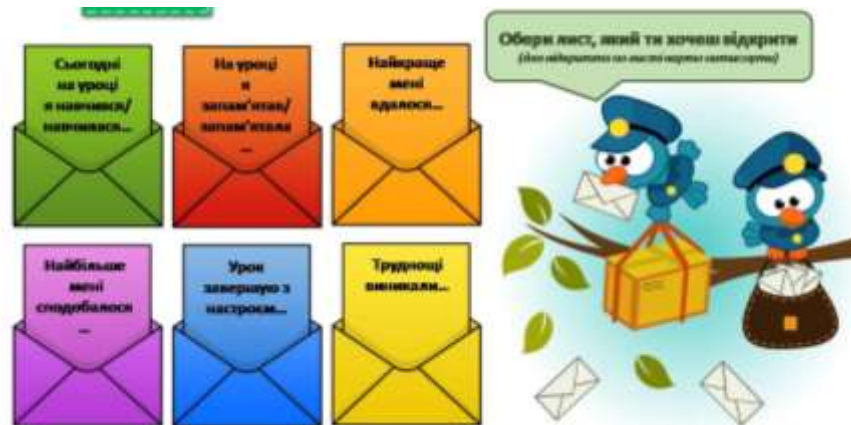 Сьогодні
на уроці
я навчився/
навчилася...
На уроці
я
запам'ятав/
запам'ятала
...
Найкраще
мені
вдалося...
Обери лист, який ти хочеш відкрити
Найбільше
мені
сподобалося
...
Урок
завершую з
настроєм...
Труднощі
виникали...